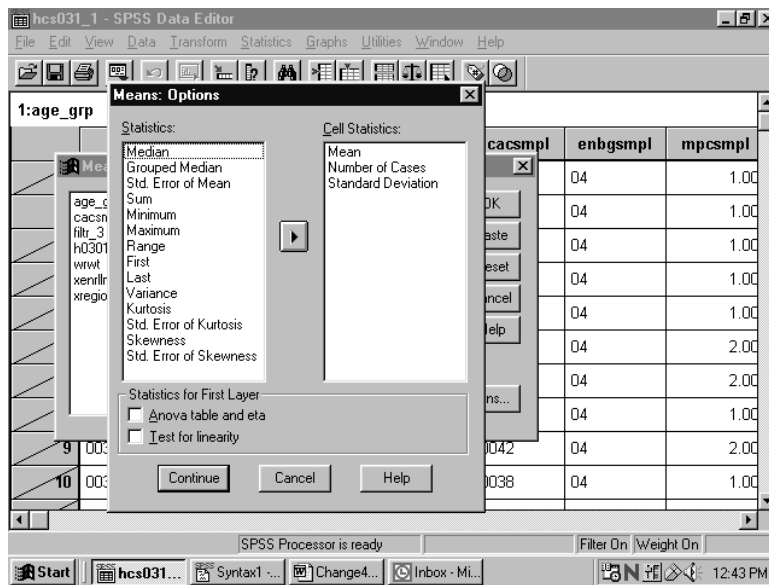 hcs031_1 - SPSS Data Editor
File Edit View Data Transform Statistics Graphs Utilities Window Help
Means: Options
1:age_grp
Statistics:
Median
Grouped Median
Std. Error of Mean
Sum
Minimum
Maximum
Range
First
Last
Variance
Kurtosis
Std. Error of Kurtosis
Skewness
Std. Error of Skewness
Cell Statistics:
Mean
Number of Cases
Standard Deviation
Statistics for First Layer
Anova table and eta
Test for linearity
Continue Cancel Help
cacsmpl enbgsmpl mpcsmpl
04 1.00
04 1.00
04 1.00
04 1.00
04 1.00
04 2.00
04 2.00
04 1.00
9 003 0042 04 2.00
10 003 0038 04 1.00
Mea
age_g
cacsm
filtr_3
h0301
wrwt
xenrllr
xregio
OK
aste
eset
ncel
elp
ns...
SPSS Processor is ready Filter On Weight On
Start hcs031... Syntax1 -... Change4... Inbox - Mi... 12:43 PM